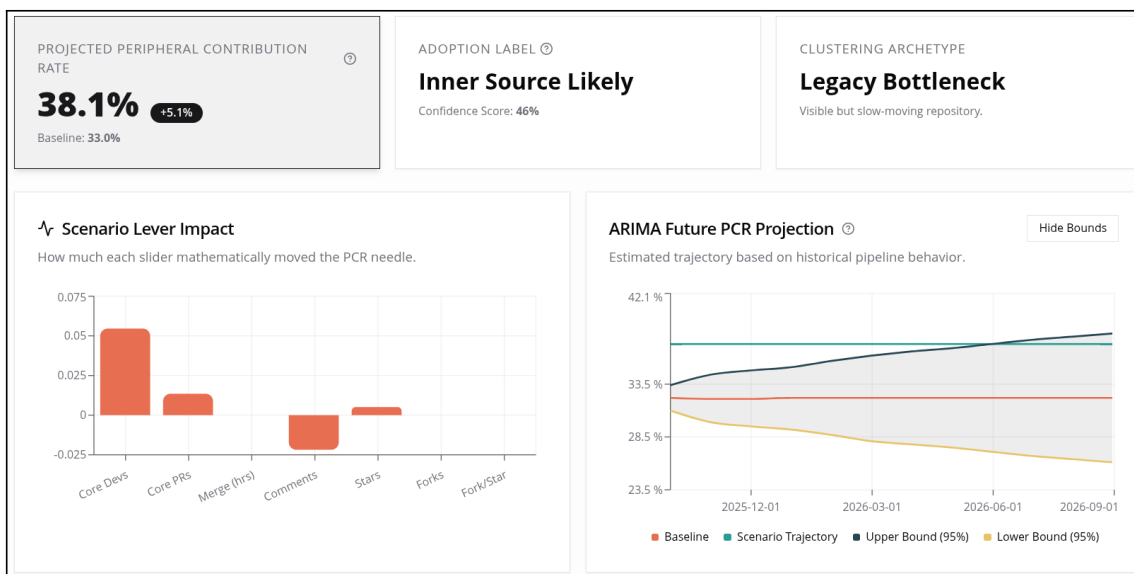 PROJECTED PERIPHERAL CONTRIBUTION
RATE
38.1% +5.1%
Baseline: 33.0%
ADOPTION LABEL
Inner Source Likely
Confidence Score: 46%
CLUSTERING ARCHETYPE
Legacy Bottleneck
Visible but slow-moving repository.
Scenario Lever Impact
How much each slider mathematically moved the PCR needle.
0.075
0.05
0.025
0
-0.025
Core Devs
Core PRs
Merge (hrs)
Comments
Stars
Forks
Fork/Star
ARIMA Future PCR Projection
Hide Bounds
Estimated trajectory based on historical pipeline behavior.
42.1 %
33.5 %
28.5 %
23.5 %
2025-12-01
2026-03-01
2026-06-01
2026-09-01
Baseline
Scenario Trajectory
Upper Bound (95%)
Lower Bound (95%)